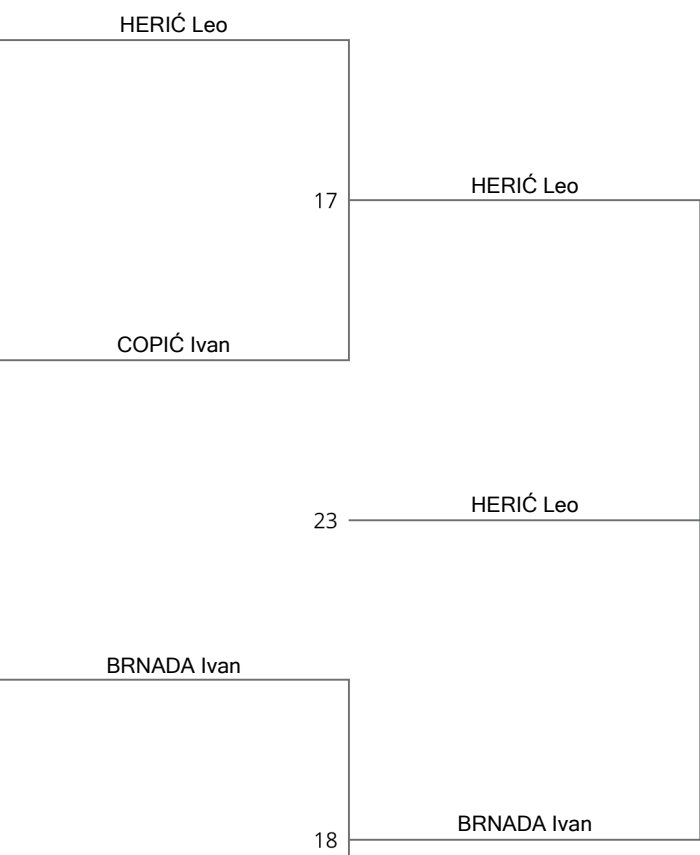 HERIĆ Leo
HERIĆ Leo
17
COPIĆ Ivan
HERIĆ Leo
23
BRNADA Ivan
BRNADA Ivan
18